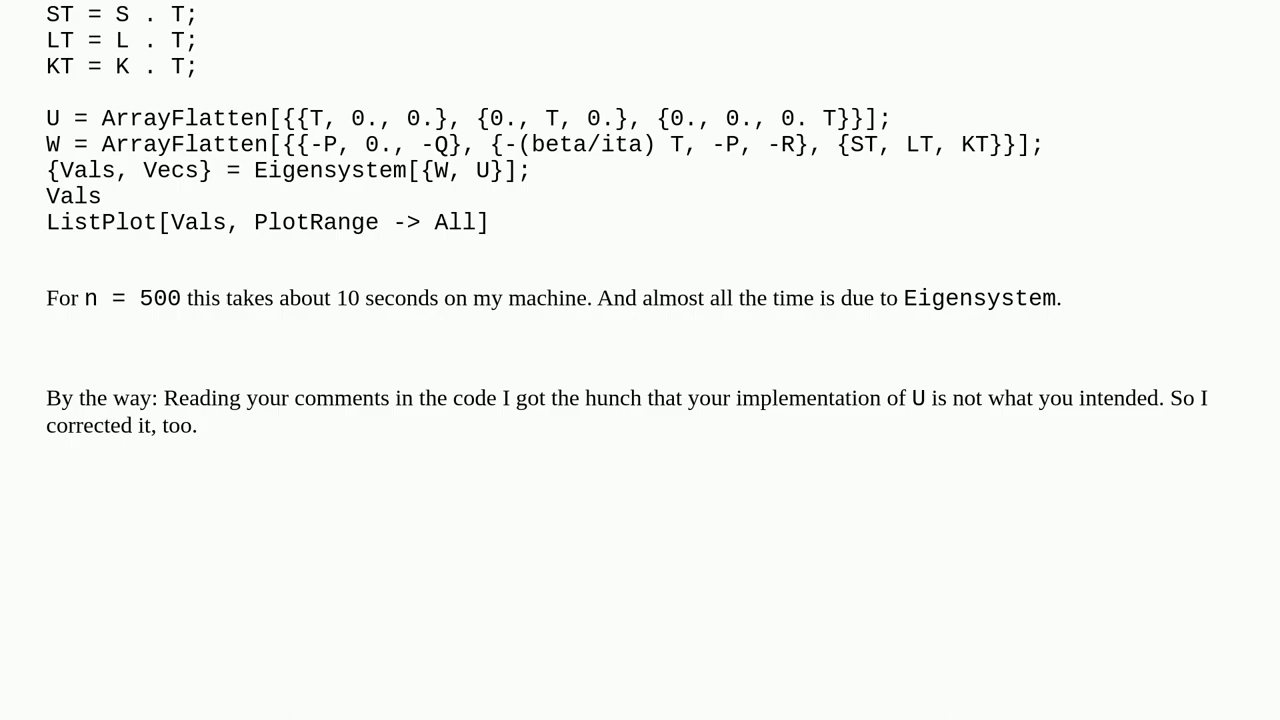 ST = S . T;
LT = L . T;
KT = K . T;
U = ArrayFlatten[{{T, 0., 0.}, {0., T, 0.}, {0., 0., 0. T}}];
W = ArrayFlatten[{{-P, 0., -Q}, {-(beta/ita) T, -P, -R}, {ST, LT, KT}}];
{Vals, Vecs} = Eigensystem[{W, U}];
Vals
ListPlot[Vals, PlotRange -> All]
For n = 500 this takes about 10 seconds on my machine. And almost all the time is due to Eigensystem.
By the way: Reading your comments in the code I got the hunch that your implementation of U is not what you intended. So I
corrected it, too.